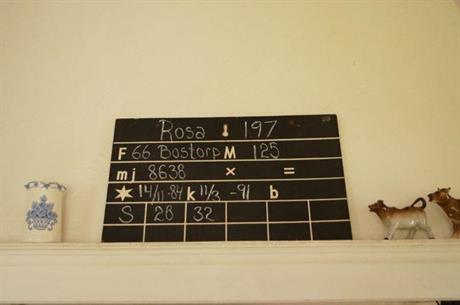 Rosa 197
F 66 Bostorp M 125
mj 8638 × =
14/11-84 k 11/3 -91 b
S 28 32